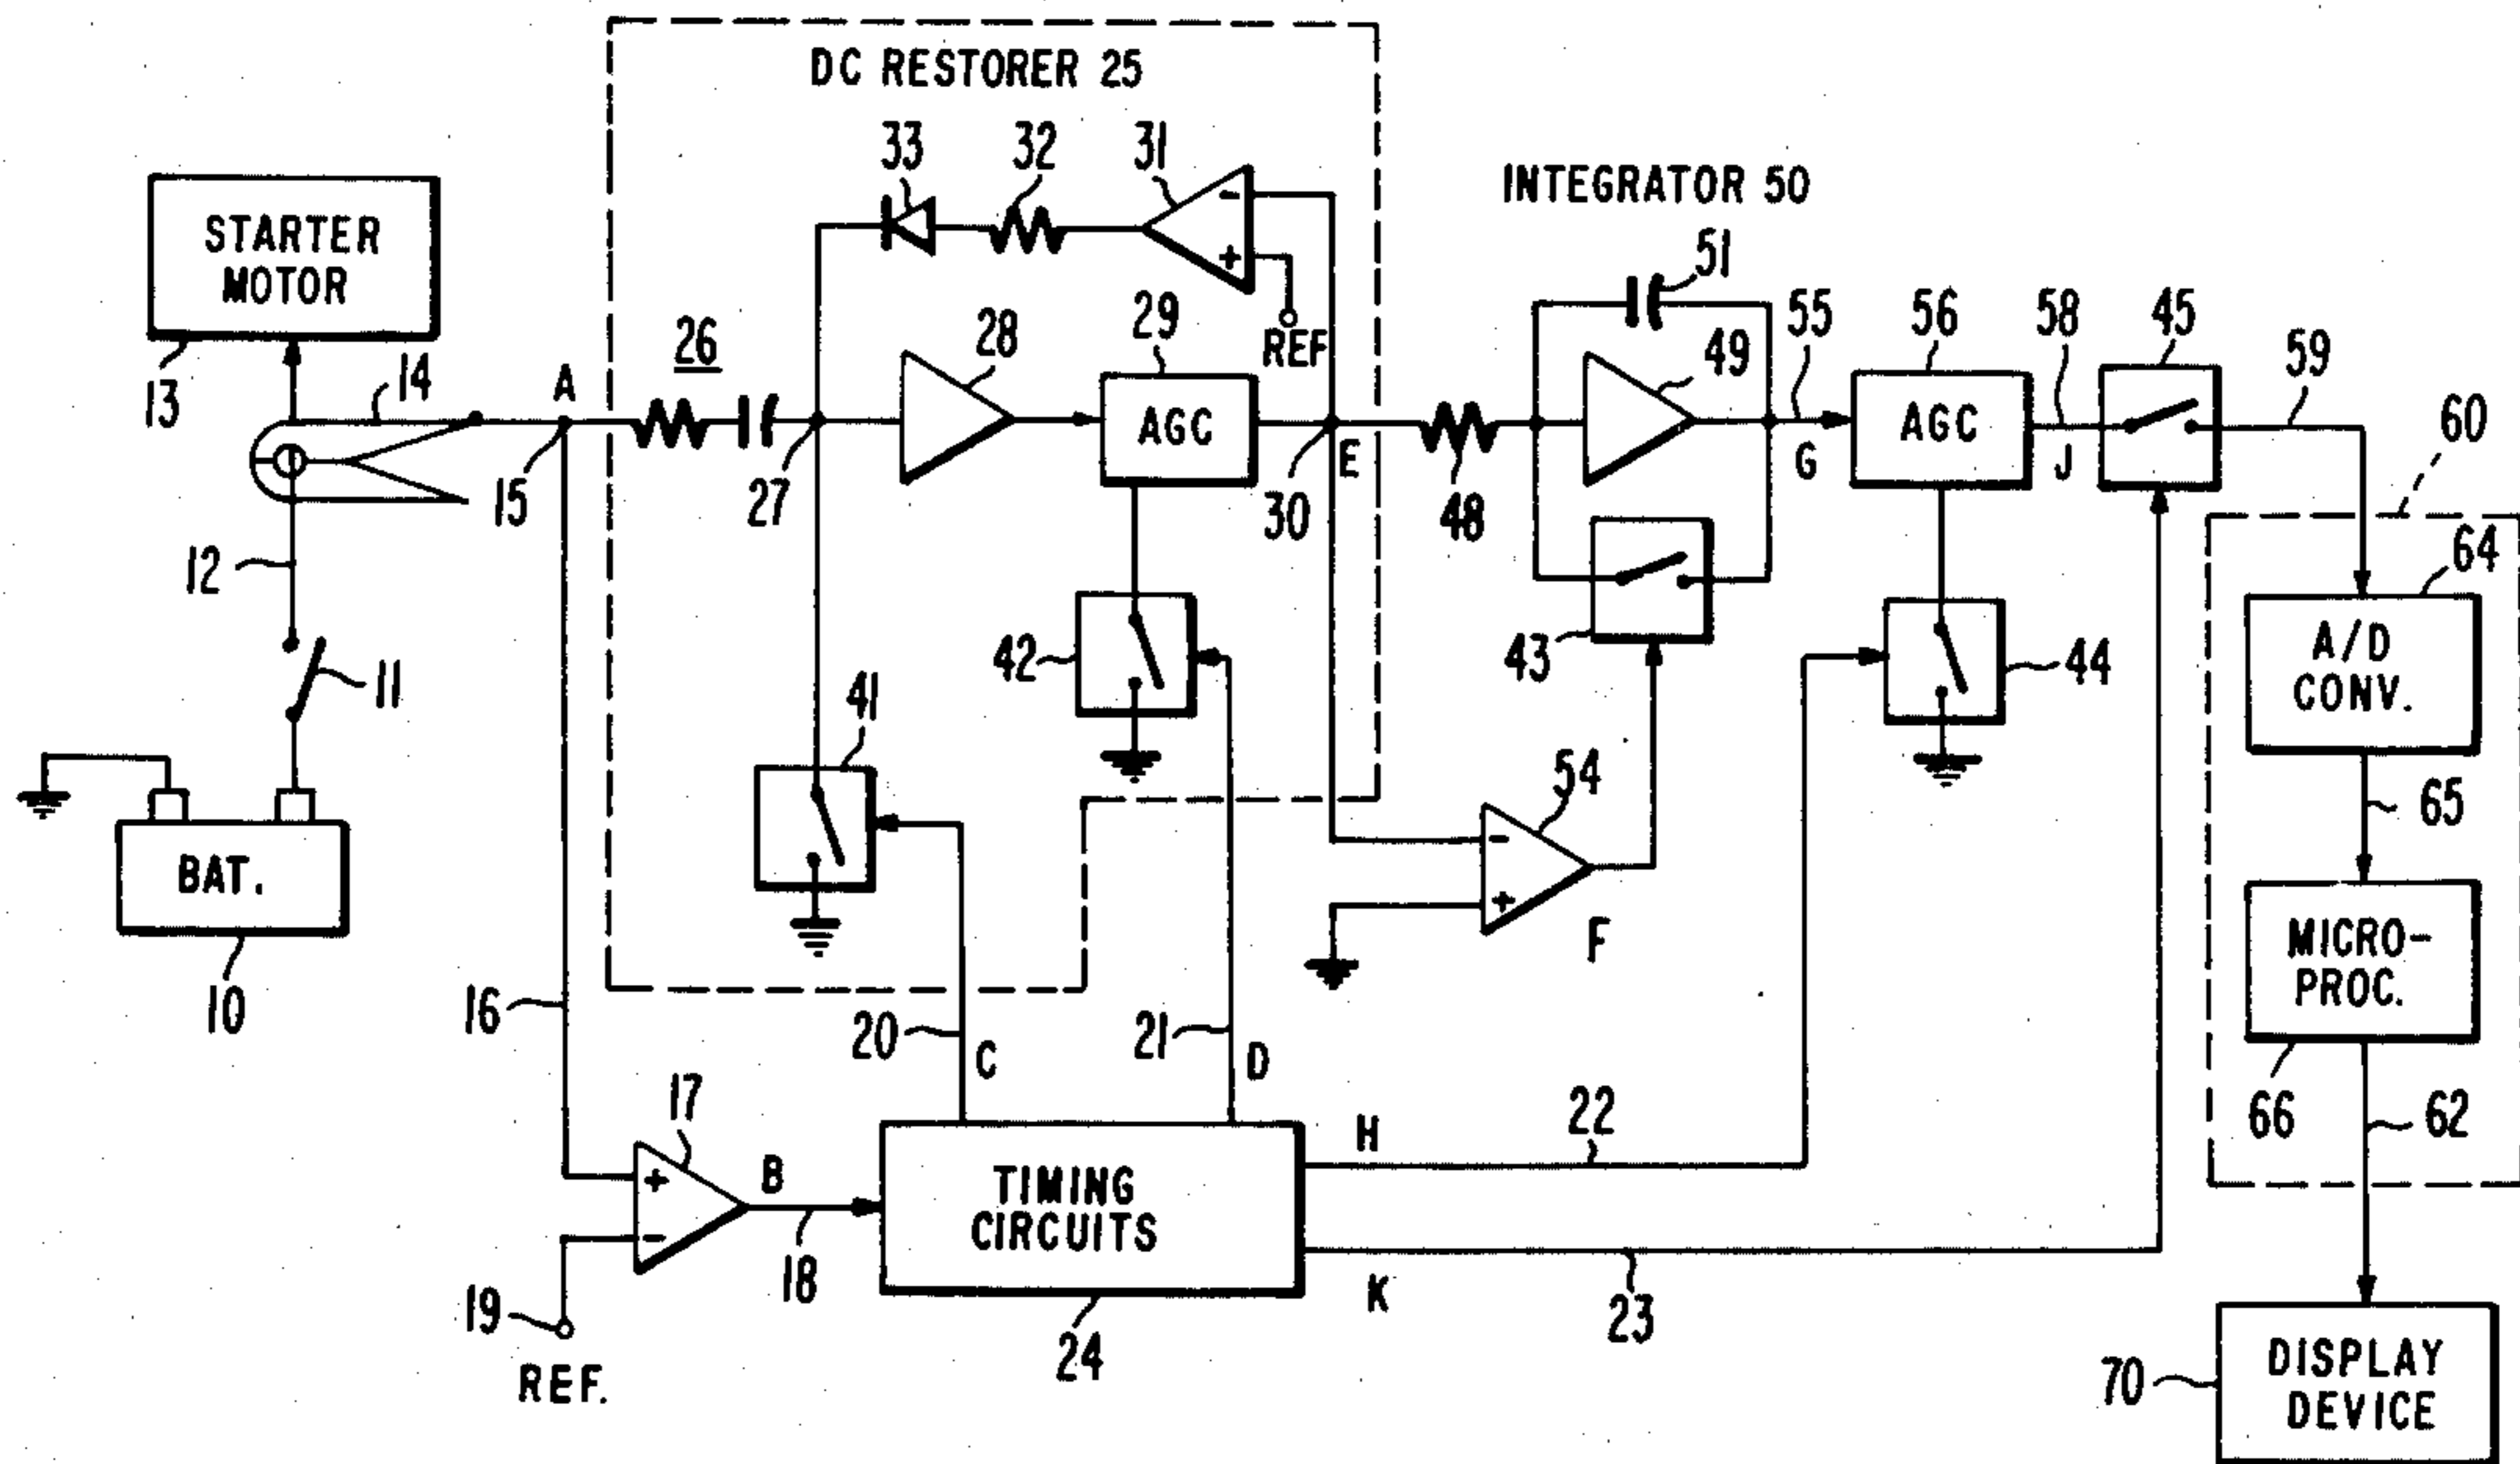 DC RESTORER 25
33
32
31
INTEGRATOR 50
51
STARTER
MOTOR
-
+
REF
13
14
A
26
28
29
AGC
49
55
56
AGC
58
45
59
60
15
27
30
E
48
G
J
12
11
42
43
44
64
A/D
CONV.
41
54
-
+
F
65
BAT.
10
16
20
C
21
D
MICRO-
PROC.
66
62
17
+
-
B
18
19
REF.
TIMING
CIRCUITS
24
H
22
K
23
70
DISPLAY
DEVICE